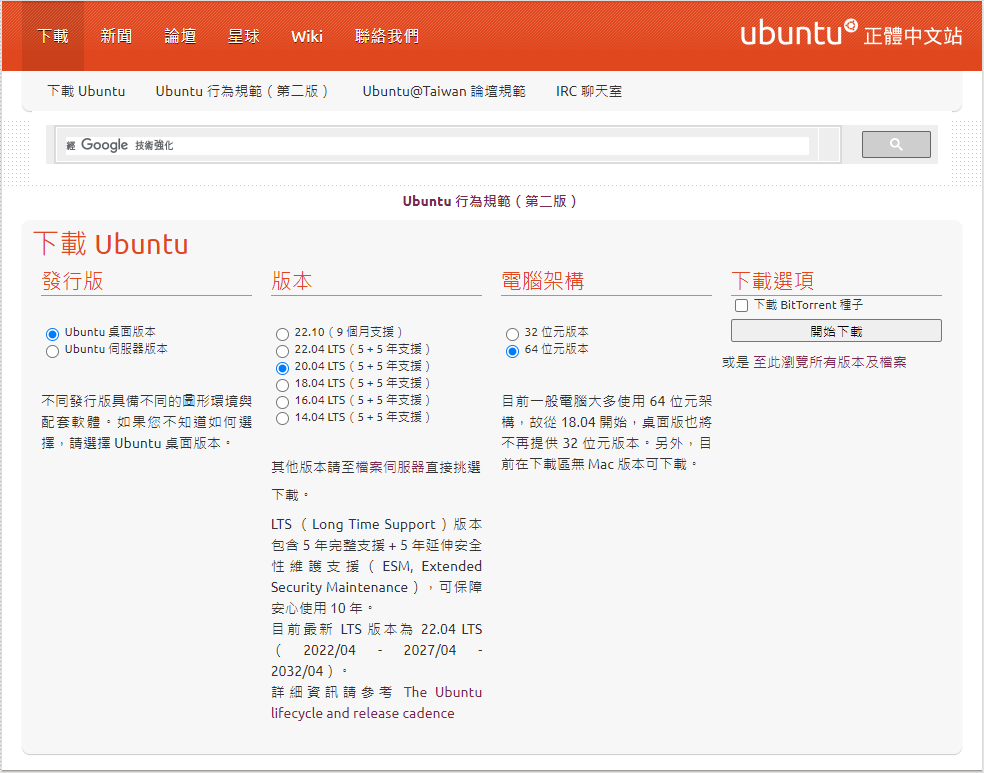 下載 新聞 論壇 星球 Wiki 聯絡我們
ubuntu 正體中文站
下載 Ubuntu Ubuntu 行為規範（第二版） Ubuntu@Taiwan 論壇規範 IRC 聊天室
經 Google 技術強化
Ubuntu 行為規範（第二版）
下載 Ubuntu
發行版
Ubuntu 桌面版本
Ubuntu 伺服器版本
不同發行版具備不同的圖形環境與
配套軟體。如果您不知道如何選
擇，請選擇 Ubuntu 桌面版本。
版本
22.10（9 個月支援）
22.04 LTS（5 + 5 年支援）
20.04 LTS（5 + 5 年支援）
18.04 LTS（5 + 5 年支援）
16.04 LTS（5 + 5 年支援）
14.04 LTS（5 + 5 年支援）
其他版本請至檔案伺服器直接挑選
下載。
LTS（Long Time Support）版本
包含 5 年完整支援 + 5 年延伸安全
性維護支援（ESM, Extended
Security Maintenance），可保障
安心使用 10 年。
目前最新 LTS 版本為 22.04 LTS
（2022/04 - 2027/04 -
2032/04）。
詳細資訊請參考 The Ubuntu
lifecycle and release cadence
電腦架構
32 位元版本
64 位元版本
目前一般電腦大多使用 64 位元架
構，故從 18.04 開始，桌面版也將
不再提供 32 位元版本。另外，目
前在下載區無 Mac 版本可下載。
下載選項
下載 BitTorrent 種子
開始下載
或是 至此瀏覽所有版本及檔案